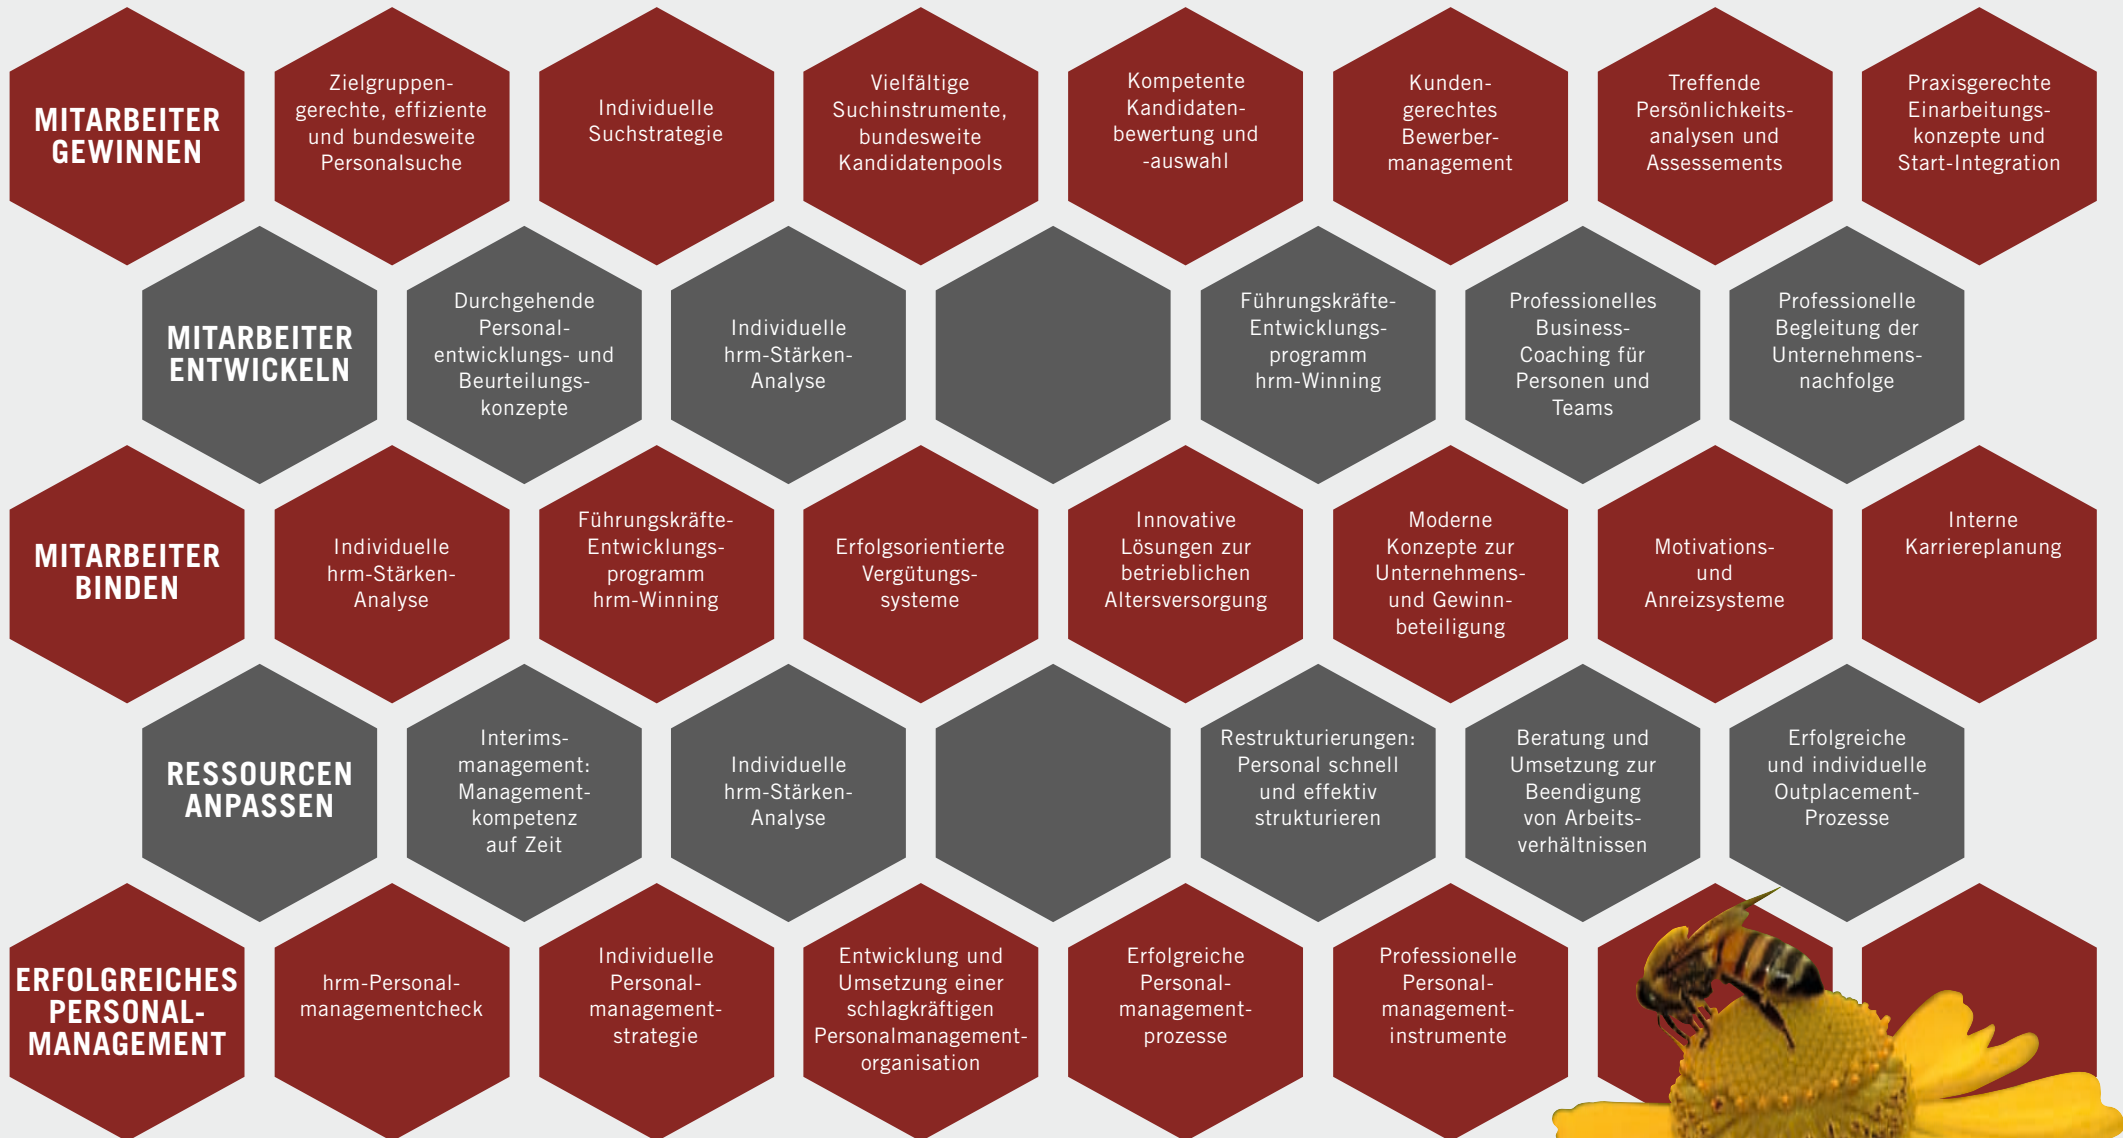 MITARBEITER
GEWINNEN
Zielgruppen-
gerechte, effiziente
und bundesweite
Personalsuche
Individuelle
Suchstrategie
Vielfältige
Suchinstrumente,
bundesweite
Kandidatenpools
Kompetente
Kandidaten-
bewertung und
-auswahl
Kunden-
gerechtes
Bewerber-
management
Treffende
Persönlichkeits-
analysen und
Assessements
Praxisgerechte
Einarbeitungs-
konzepte und
Start-Integration
MITARBEITER
ENTWICKELN
Durchgehende
Personal-
entwicklungs- und
Beurteilungs-
konzepte
Individuelle
hrm-Stärken-
Analyse
Führungskräfte-
Entwicklungs-
programm
hrm-Winning
Professionelles
Business-
Coaching für
Personen und
Teams
Professionelle
Begleitung der
Unternehmens-
nachfolge
MITARBEITER
BINDEN
Individuelle
hrm-Stärken-
Analyse
Führungskräfte-
Entwicklungs-
programm
hrm-Winning
Erfolgsorientierte
Vergütungs-
systeme
Innovative
Lösungen zur
betrieblichen
Altersversorgung
Moderne
Konzepte zur
Unternehmens-
und Gewinn-
beteiligung
Motivations-
und
Anreizsysteme
Interne
Karriereplanung
RESSOURCEN
ANPASSEN
Interims-
management:
Management-
kompetenz
auf Zeit
Individuelle
hrm-Stärken-
Analyse
Restrukturierungen:
Personal schnell
und effektiv
strukturieren
Beratung und
Umsetzung zur
Beendigung
von Arbeits-
verhältnissen
Erfolgreiche
und individuelle
Outplacement-
Prozesse
ERFOLGREICHES
PERSONAL-
MANAGEMENT
hrm-Personal-
managementcheck
Individuelle
Personal-
management-
strategie
Entwicklung und
Umsetzung einer
schlagkräftigen
Personalmanagement-
organisation
Erfolgreiche
Personal-
management-
prozesse
Professionelle
Personal-
management-
instrumente